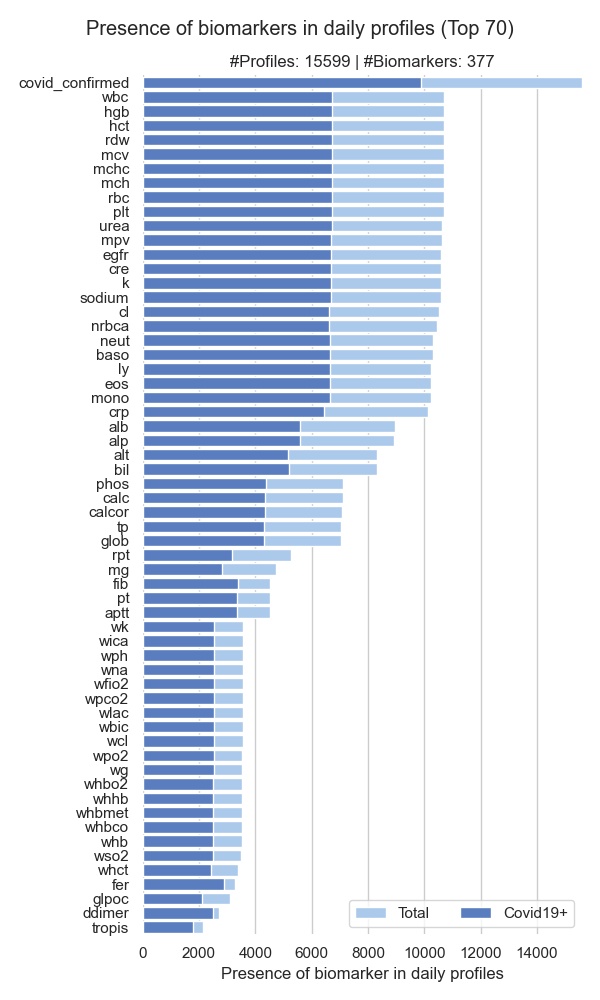 Presence of biomarkers in daily profiles (Top 70)
#Profiles: 15599 | #Biomarkers: 377
covid_confirmed
wbc
hgb
hct
rdw
mcv
mchc
mch
rbc
plt
urea
mpv
egfr
cre
k
sodium
cl
nrbca
neut
baso
ly
eos
mono
crp
alb
alp
alt
bil
phos
calc
calcor
tp
glob
rpt
mg
fib
pt
aptt
wk
wica
wph
wna
wfio2
wpco2
wlac
wbic
wcl
wpo2
wg
whbo2
whhb
whbmet
whbco
whb
wso2
whct
fer
glpoc
ddimer
tropis
Total Covid19+
0 2000 4000 6000 8000 10000 12000 14000
Presence of biomarker in daily profiles